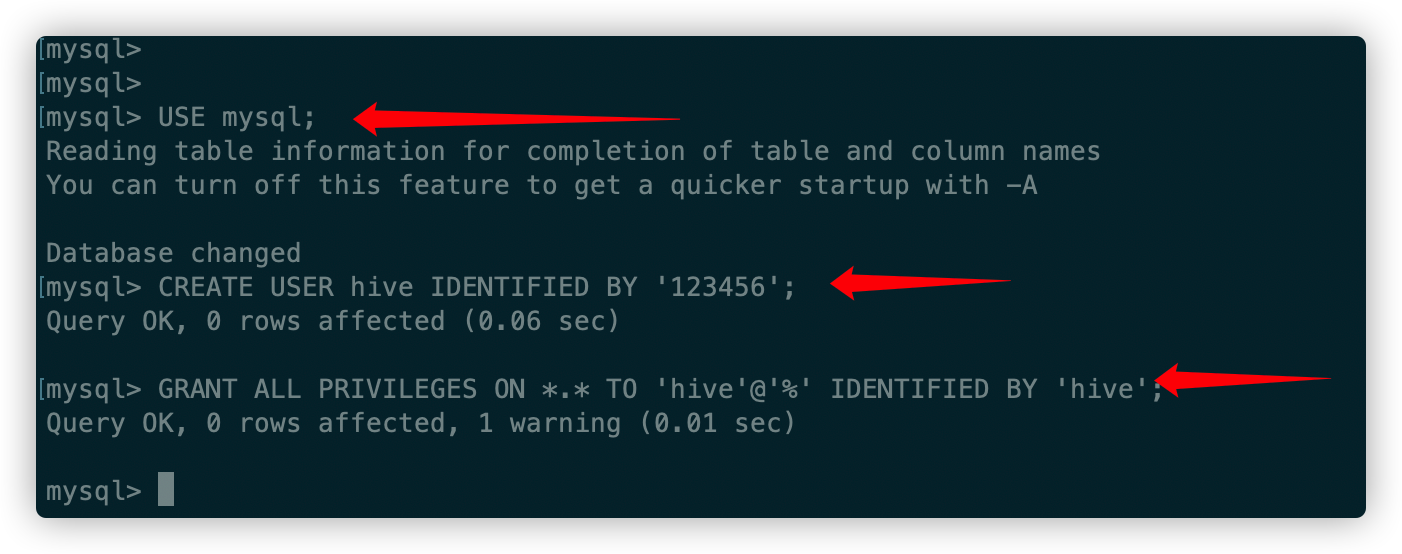 [mysql>
[mysql>
[mysql> USE mysql;
Reading table information for completion of table and column names
You can turn off this feature to get a quicker startup with -A
Database changed
[mysql> CREATE USER hive IDENTIFIED BY '123456';
Query OK, 0 rows affected (0.06 sec)
[mysql> GRANT ALL PRIVILEGES ON *.* TO 'hive'@'%' IDENTIFIED BY 'hive';
Query OK, 0 rows affected, 1 warning (0.01 sec)
mysql>